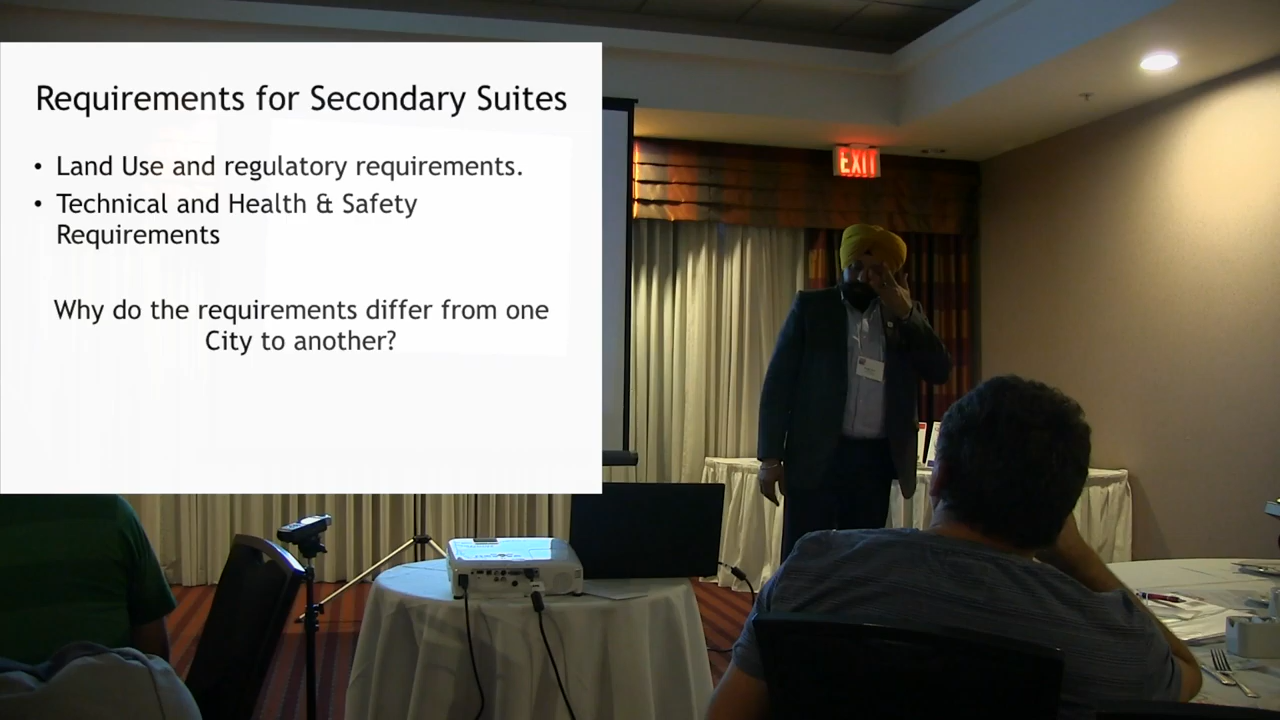 Requirements for Secondary Suites
• Land Use and regulatory requirements.
• Technical and Health & Safety
Requirements
Why do the requirements differ from one
City to another?
EXIT